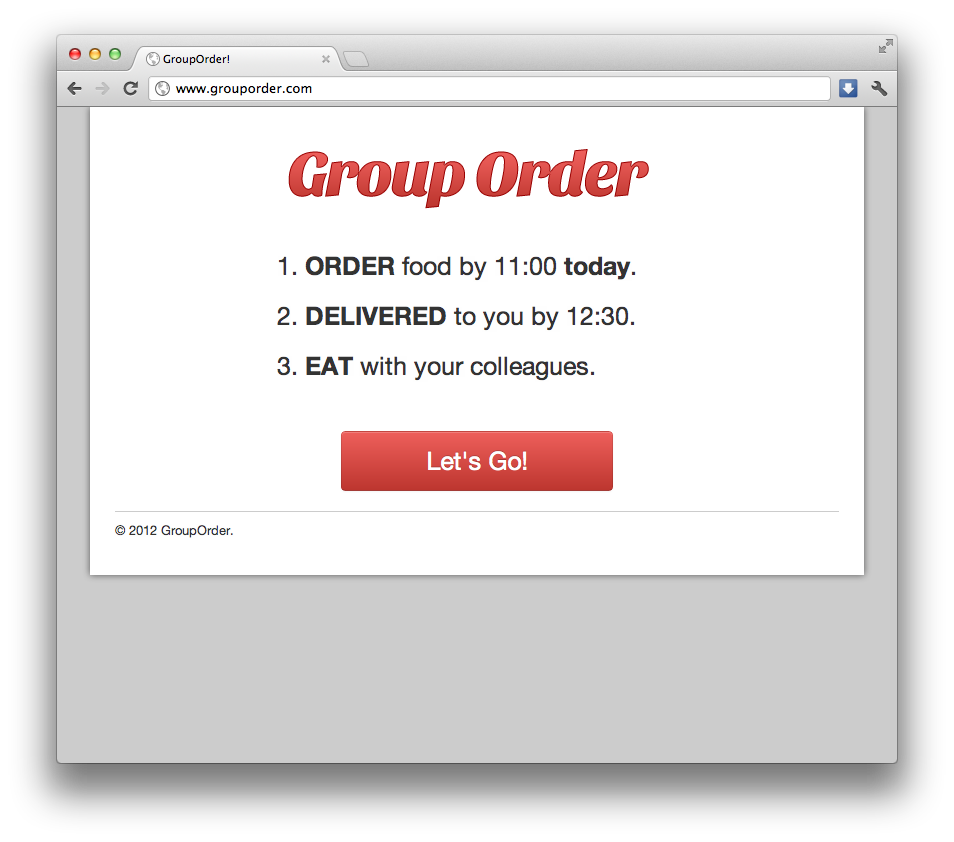 GroupOrder!
www.grouporder.com
Group Order
1. ORDER food by 11:00 today.
2. DELIVERED to you by 12:30.
3. EAT with your colleagues.
Let's Go!
© 2012 GroupOrder.